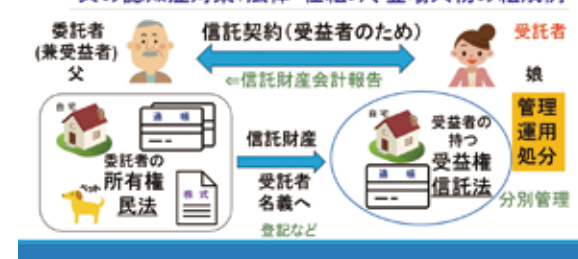 委託者
(兼受益者)
父
信託契約(受益者のため)
⇐信託財産会計報告
受託者
娘
自宅
通帳
委託者の
所有権
民法
ペット
株式
信託財産
受託者
名義へ
登記など
自宅
通帳
受益者の
持つ
受益権
信託法
管理
運用
処分
分別管理